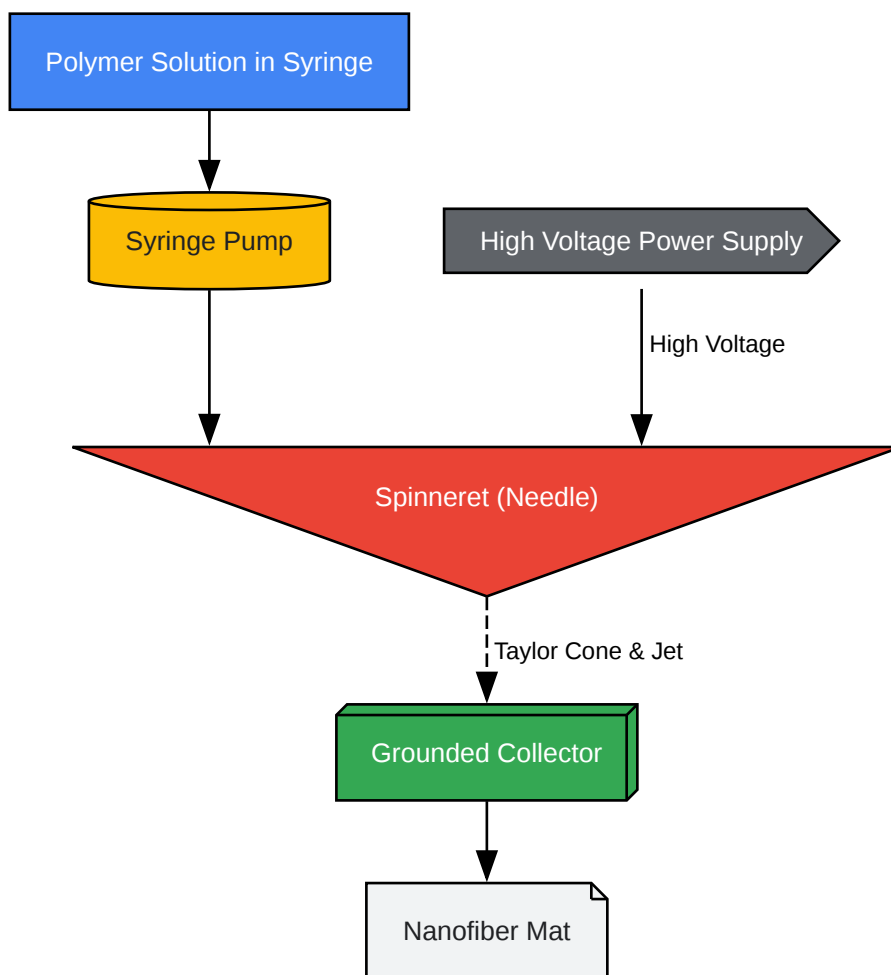 Polymer Solution in Syringe
Syringe Pump
High Voltage Power Supply
High Voltage
Spinneret (Needle)
Taylor Cone & Jet
Grounded Collector
Nanofiber Mat